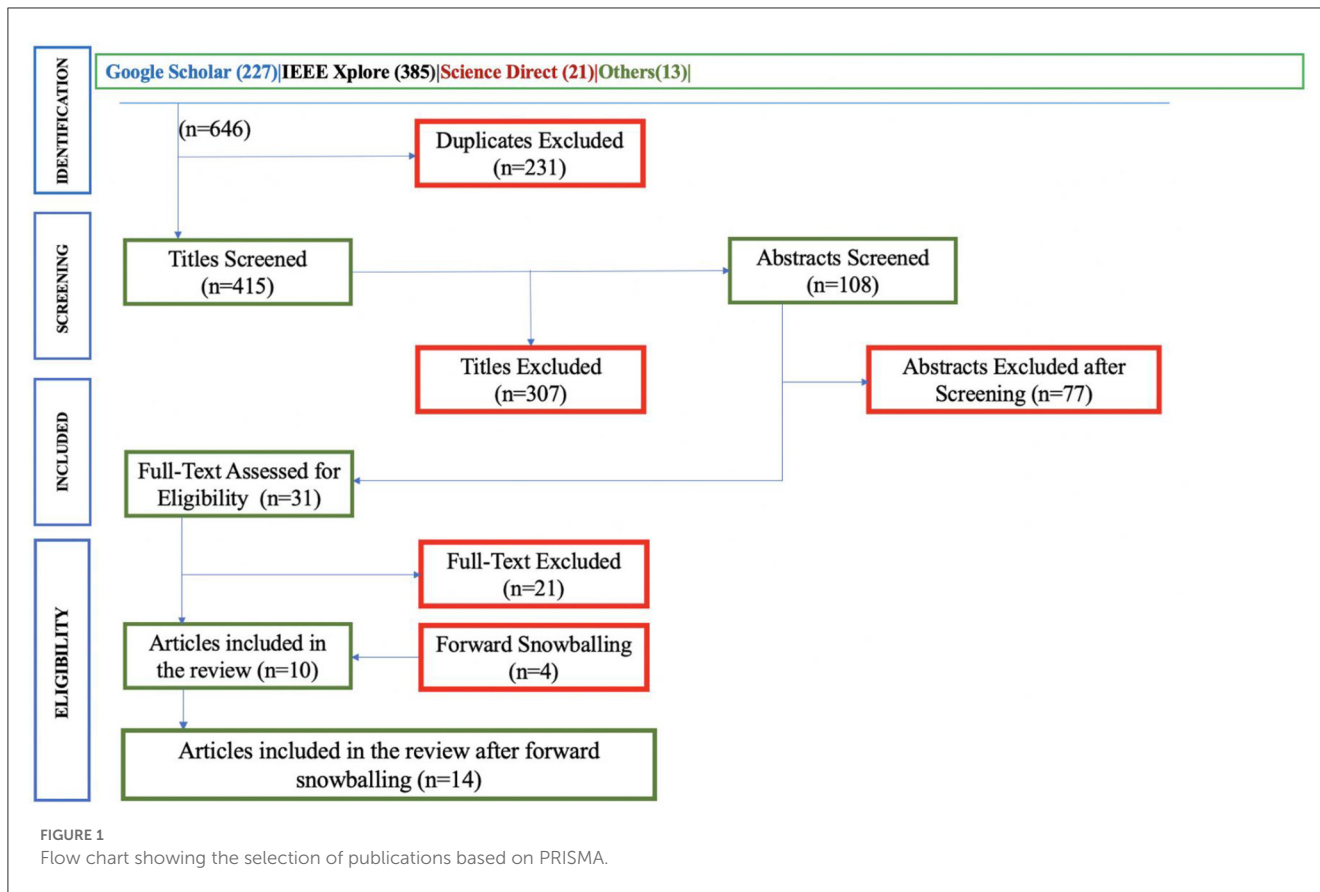 IDENTIFICATION
Google Scholar (227)|IEEE Xplore (385)|Science Direct (21)|Others(13)|
(n=646)
Duplicates Excluded
(n=231)
SCREENING
Titles Screened
(n=415)
Abstracts Screened
(n=108)
Titles Excluded
(n=307)
Abstracts Excluded after
Screening (n=77)
INCLUDED
Full-Text Assessed for
Eligibility (n=31)
ELIGIBILITY
Full-Text Excluded
(n=21)
Articles included in
the review (n=10)
Forward Snowballing
(n=4)
Articles included in the review after forward
snowballing (n=14)
FIGURE 1
Flow chart showing the selection of publications based on PRISMA.